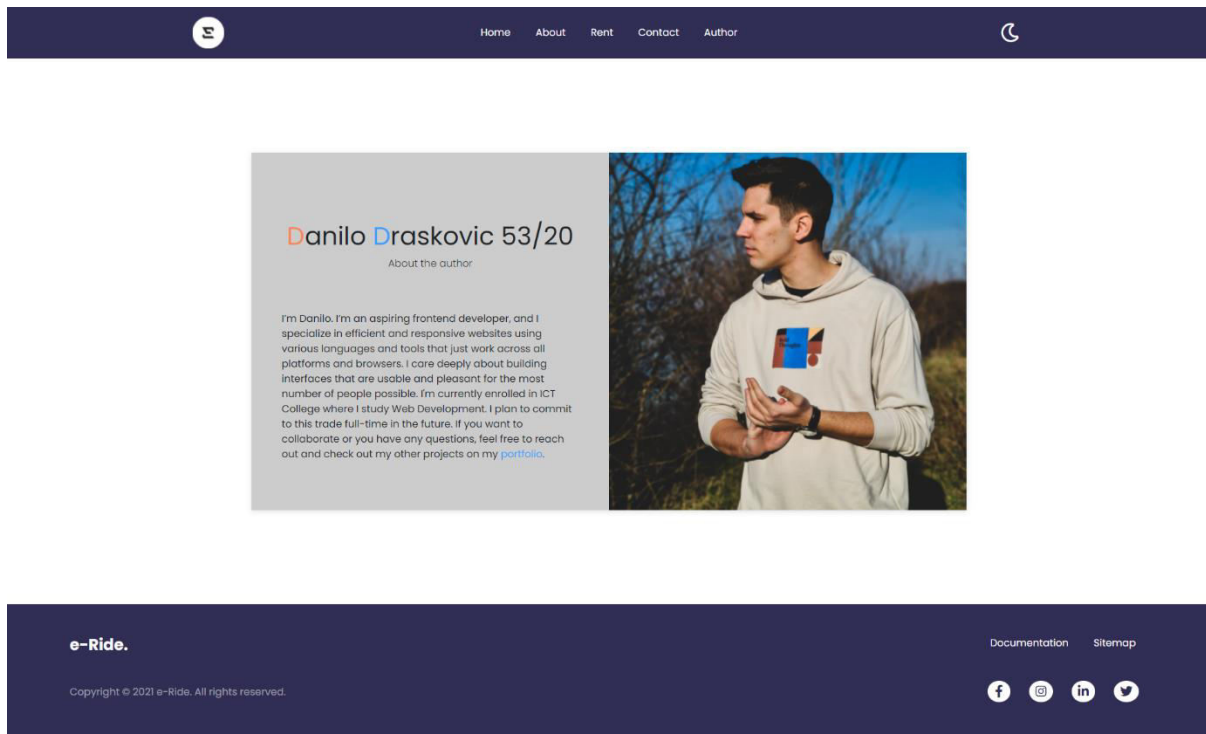 Home About Rent Contact Author
Danilo Draskovic 53/20
About the author
I'm Danilo. I'm an aspiring frontend developer, and I
specialize in efficient and responsive websites using
various languages and tools that just work across all
platforms and browsers. I care deeply about building
interfaces that are usable and pleasant for the most
number of people possible. I'm currently enrolled in ICT
College where I study Web Development. I plan to commit
to this trade full-time in the future. If you want to
collaborate or you have any questions, feel free to reach
out and check out my other projects on my portfolio.
e-Ride.
Documentation Sitemap
Copyright © 2021 e-Ride. All rights reserved.